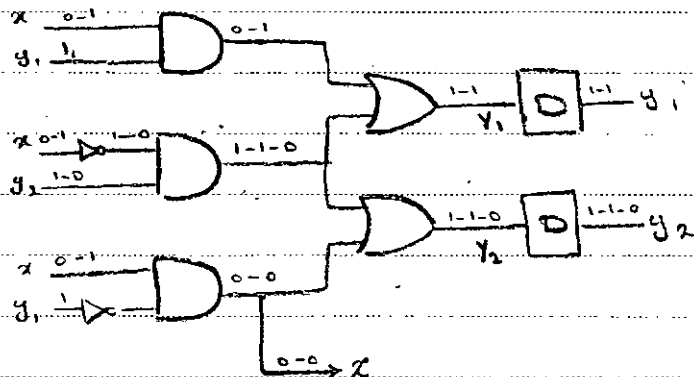 x 0-1
0-1
y₁ 1₁
1-1
Y₁
D
1-1
y₁
x 0-1
1-0
1-1-0
y₂ 1-0
1-1-0
Y₂
D
1-1-0
y₂
x 0-1
0-0
y₁ 1
0-0
Z